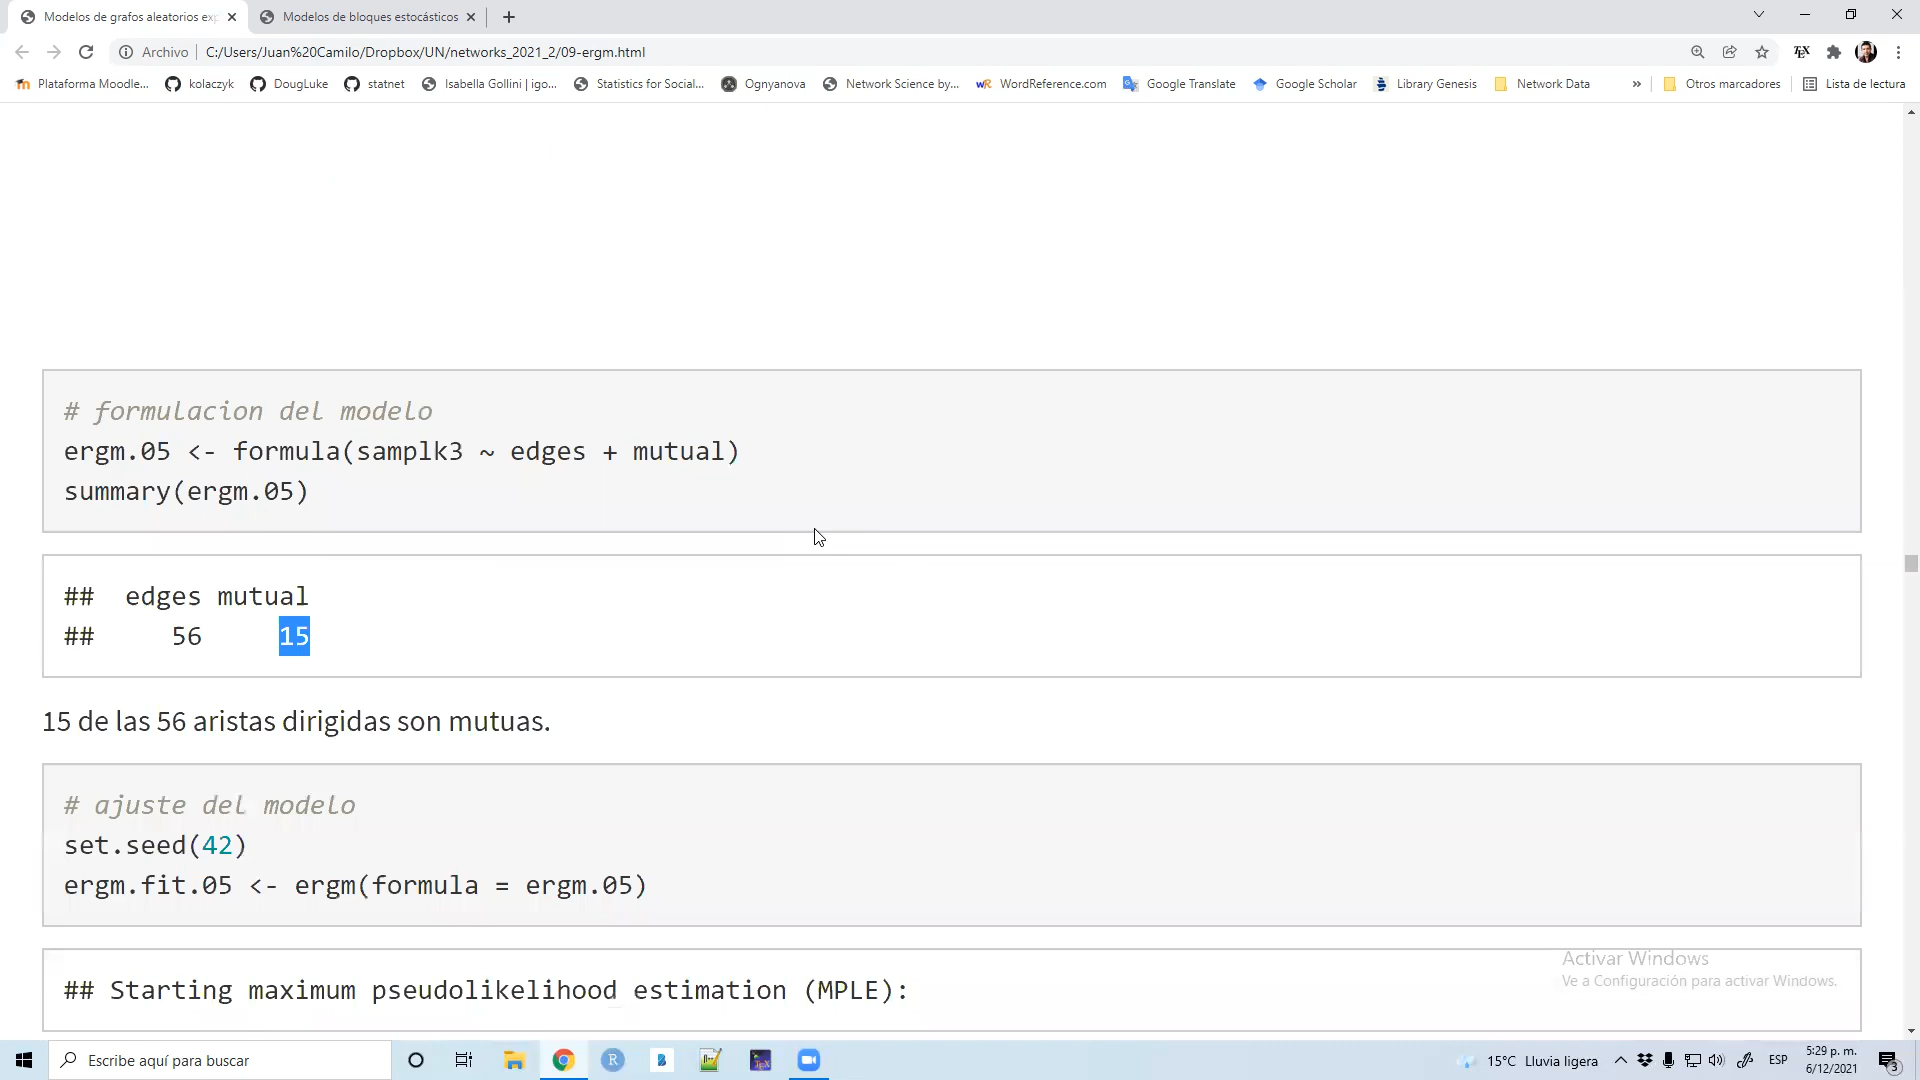 Modelos de grafos aleatorios exp
Modelos de bloques estocásticos
Archivo
C:/Users/Juan%20Camilo/Dropbox/UN/networks_2021_2/09-ergm.html
Plataforma Moodle...
kolaczyk
DougLuke
statnet
Isabella Gollini | igo...
Statistics for Social...
Ognyanova
Network Science by...
WordReference.com
Google Translate
Google Scholar
Library Genesis
Network Data
»
Otros marcadores
Lista de lectura
# formulacion del modelo
ergm.05 <- formula(samplk3 ~ edges + mutual)
summary(ergm.05)
## edges mutual
## 56 15
15 de las 56 aristas dirigidas son mutuas.
# ajuste del modelo
set.seed(42)
ergm.fit.05 <- ergm(formula = ergm.05)
## Starting maximum pseudolikelihood estimation (MPLE):
Activar Windows
Ve a Configuración para activar Windows.
Escribe aquí para buscar
15°C Lluvia ligera
ESP
5:29 p. m.
6/12/2021
3